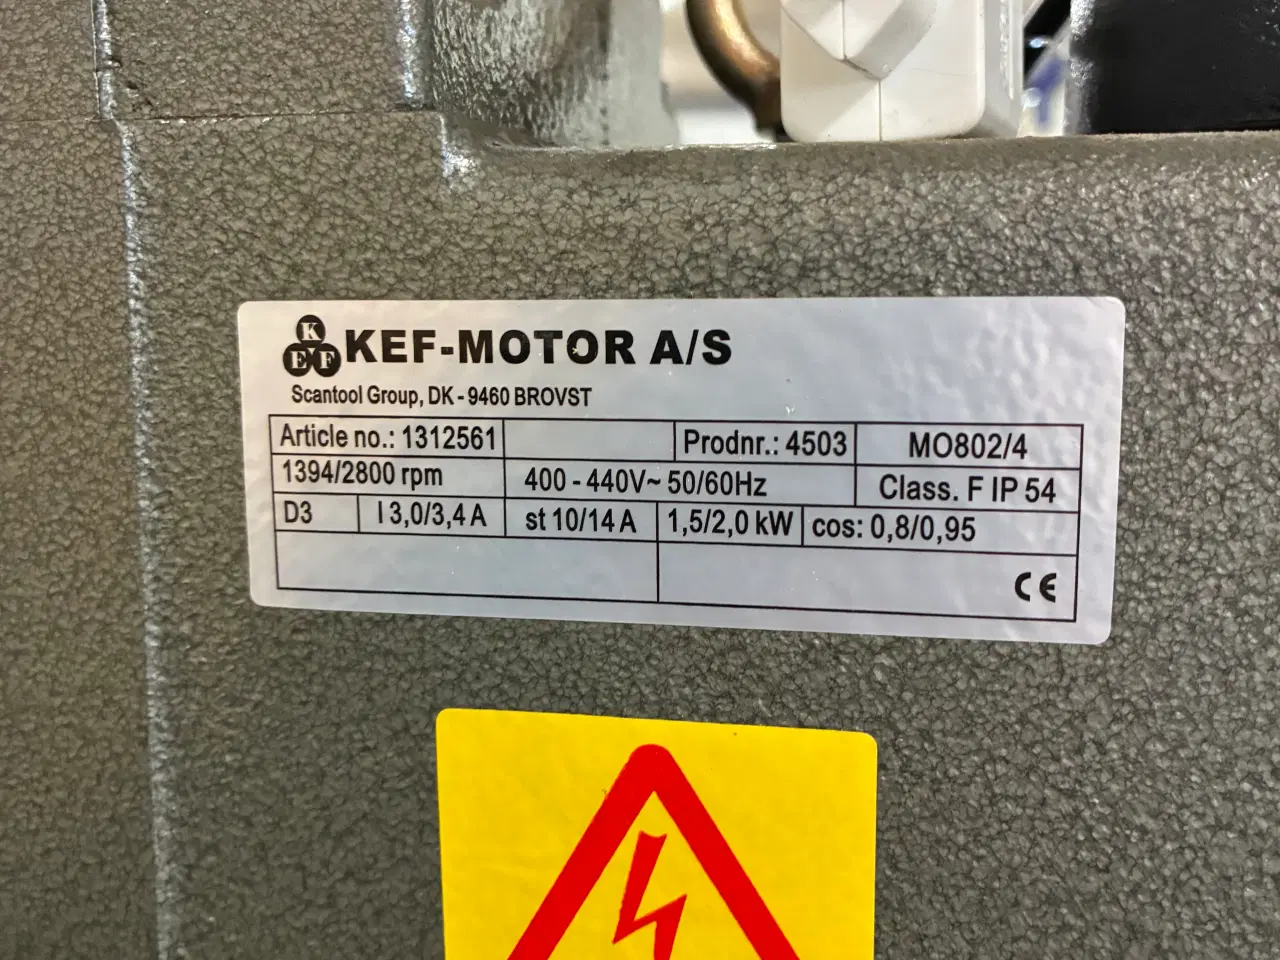 K
E F
KEF-MOTOR A/S
Scantool Group, DK - 9460 BROVST
Article no.: 1312561 Prodnr.: 4503 MO802/4
1394/2800 rpm 400 - 440V~ 50/60Hz Class. F IP 54
D3 I 3,0/3,4 A st 10/14 A 1,5/2,0 kW cos: 0,8/0,95
CE